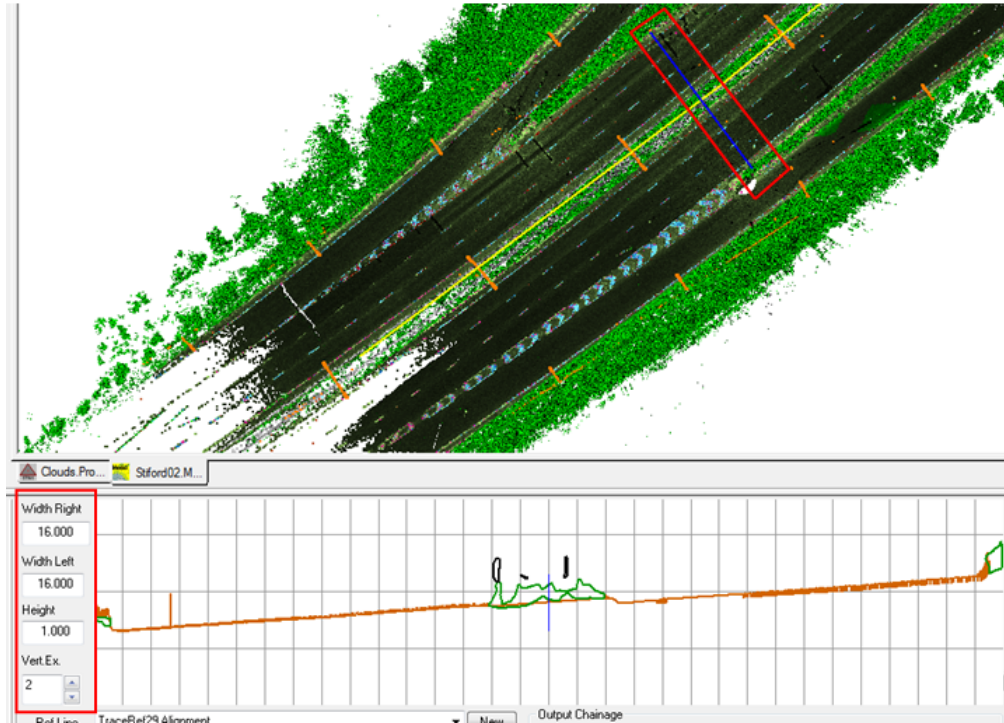 Clouds.Pro...
Stiford02.M...
Width Right
16.000
Width Left
16.000
Height
1.000
Vert.Ex.
2
Ref Line
TraceRef29 Alignment
New
Output Chainage